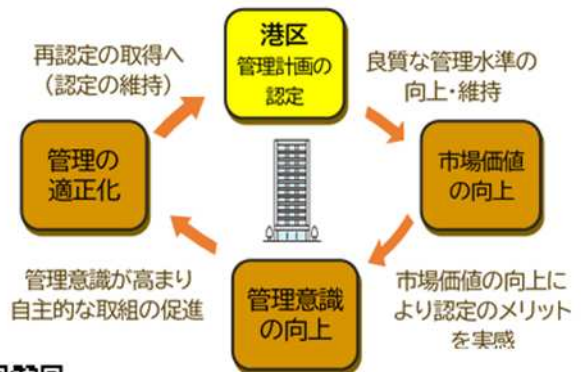 港区
管理計画の
認定
良質な管理水準の
向上・維持
市場価値
の向上
市場価値の向上に
より認定のメリット
を実感
管理意識
の向上
管理意識が高まり
自主的な取組の促進
管理の
適正化
再認定の取得へ
（認定の維持）